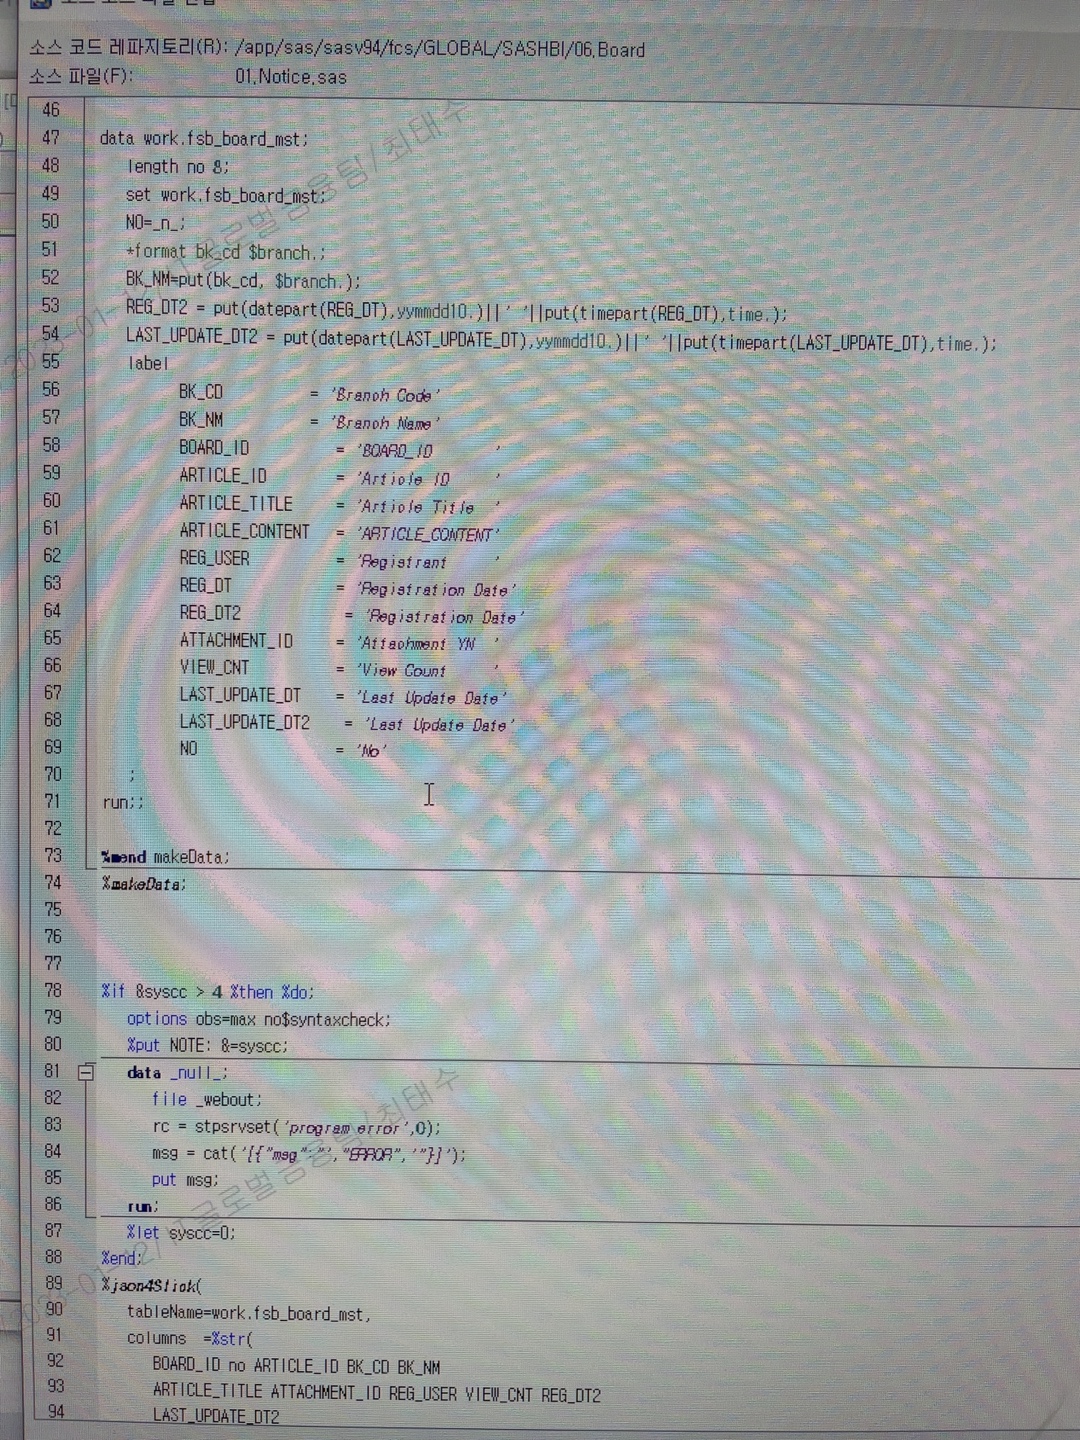 소스 코드 레파지토리(R): /app/sas/sasv94/fcs/GLOBAL/SASHBI/06.Board
소스 파일(F): 01.Notice.sas
46
47 data work.fsb_board_mst;
48 length no 8;
49 set work.fsb_board_mst;
50 NO=_n_;
51 *format bk_cd $branch.;
52 BK_NM=put(bk_cd, $branch.);
53 REG_DT2 = put(datepart(REG_DT),yymmdd10.)||' '||put(timepart(REG_DT),time.);
54 LAST_UPDATE_DT2 = put(datepart(LAST_UPDATE_DT),yymmdd10.)||' '||put(timepart(LAST_UPDATE_DT),time.);
55 label
56 BK_CD = 'Branch Code'
57 BK_NM = 'Branch Name'
58 BOARD_ID = 'BOARD_ID '
59 ARTICLE_ID = 'Article ID '
60 ARTICLE_TITLE = 'Article Title '
61 ARTICLE_CONTENT = 'ARTICLE_CONTENT'
62 REG_USER = 'Registrant '
63 REG_DT = 'Registration Date'
64 REG_DT2 = 'Registration Date'
65 ATTACHMENT_ID = 'Attachment YN '
66 VIEW_CNT = 'View Count '
67 LAST_UPDATE_DT = 'Last Update Date'
68 LAST_UPDATE_DT2 = 'Last Update Date'
69 NO = 'No'
70 ;
71 run;;
72
73 %mend makeData;
74 %makeData;
75
76
77
78 %if &syscc > 4 %then %do;
79 options obs=max no$syntaxcheck;
80 %put NOTE: &=syscc;
81 data _null_;
82 file _webout;
83 rc = stpsrvset('program error',0);
84 msg = cat('[{"msg":"',"ERROR",'"}]');
85 put msg;
86 run;
87 %let syscc=0;
88 %end;
89 %json4Slick(
90 tableName=work.fsb_board_mst,
91 columns =%str(
92 BOARD_ID no ARTICLE_ID BK_CD BK_NM
93 ARTICLE_TITLE ATTACHMENT_ID REG_USER VIEW_CNT REG_DT2
94 LAST_UPDATE_DT2